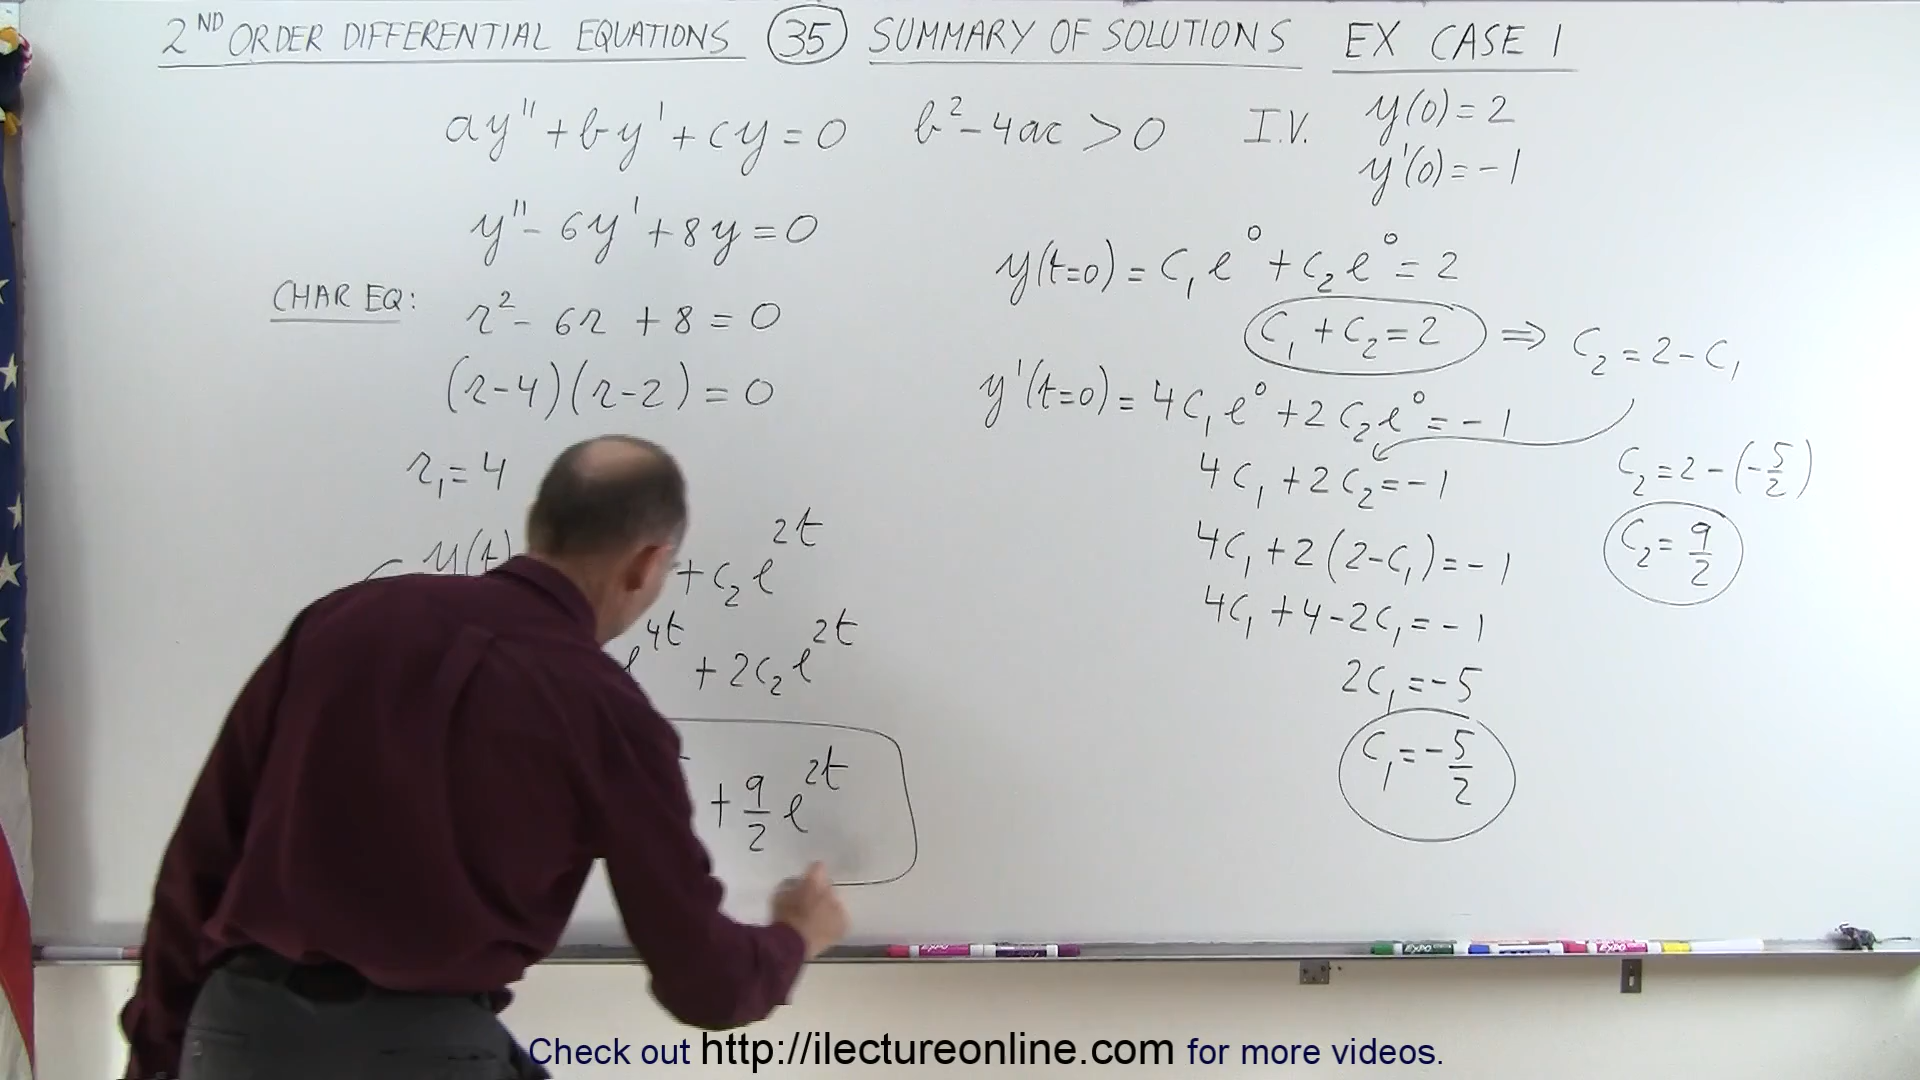 2ND ORDER DIFFERENTIAL EQUATIONS (35) SUMMARY OF SOLUTIONS EX CASE 1
ay'' + by' + cy = 0 b² - 4ac > 0 I.V. y(0) = 2
y'(0) = -1
y'' - 6y' + 8y = 0
CHAR EQ: r² - 6r + 8 = 0
(r-4)(r-2) = 0
r₁ = 4
y(t)
+ c₂e^2t
e^4t + 2c₂e^2t
+ 9/2 e^2t
y(t=0) = C₁e⁰ + C₂e⁰ = 2
C₁ + C₂ = 2 ⇒ C₂ = 2 - C₁
y'(t=0) = 4C₁e⁰ + 2C₂e⁰ = -1
4C₁ + 2C₂ = -1
4C₁ + 2(2-C₁) = -1
4C₁ + 4 - 2C₁ = -1
2C₁ = -5
C₁ = -5/2
C₂ = 2 - (-5/2)
C₂ = 9/2
Check out http://ilectureonline.com for more videos.